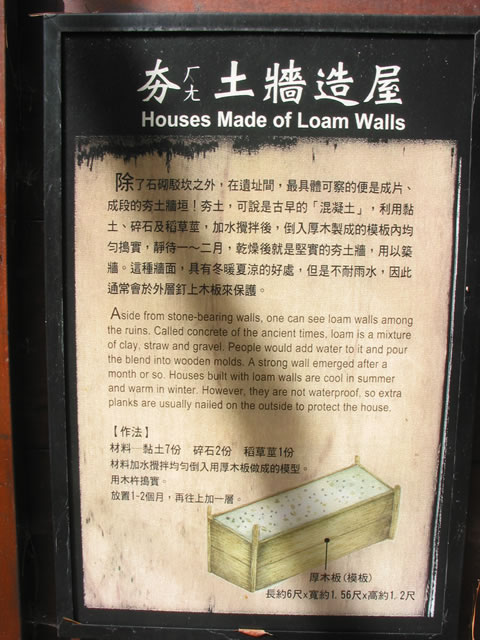 夯ㄏㄤ土牆造屋
Houses Made of Loam Walls
除了石砌駁坎之外，在遺址間，最具體可察的便是成片、
成段的夯土牆垣！夯土，可說是古早的「混凝土」，利用黏
土、碎石及稻草莖，加水攪拌後，倒入厚木製成的模板內均
勻搗實，靜待一～二月，乾燥後就是堅實的夯土牆，用以築
牆。這種牆面，具有冬暖夏涼的好處，但是不耐雨水，因此
通常會於外層釘上木板來保護。
Aside from stone-bearing walls, one can see loam walls among
the ruins. Called concrete of the ancient times, loam is a mixture
of clay, straw and gravel. People would add water to it and pour
the blend into wooden molds. A strong wall emerged after a
month or so. Houses built with loam walls are cool in summer
and warm in winter. However, they are not waterproof, so extra
planks are usually nailed on the outside to protect the house.
【作法】
材料—黏土7份 碎石2份 稻草莖1份
材料加水攪拌均勻倒入用厚木板做成的模型。
用木杵搗實。
放置1-2個月，再往上加一層。
厚木板(模板)
長約6尺x寬約1.56尺x高約1.2尺